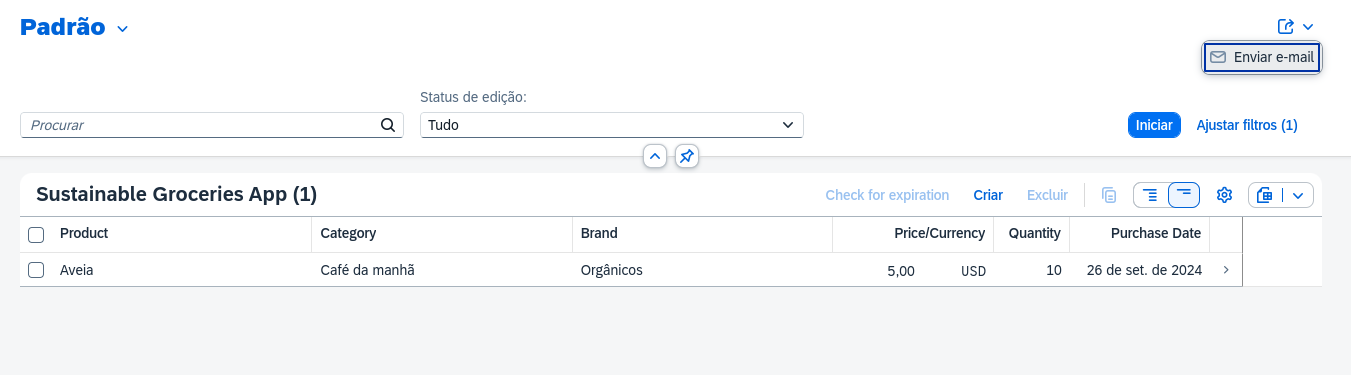 Padrão
Enviar e-mail
Status de edição:
Procurar
Tudo
Iniciar
Ajustar filtros (1)
Sustainable Groceries App (1)
Check for expiration
Criar
Excluir
Product
Category
Brand
Price/Currency
Quantity
Purchase Date
Aveia
Café da manhã
Orgânicos
5,00
USD
10
26 de set. de 2024